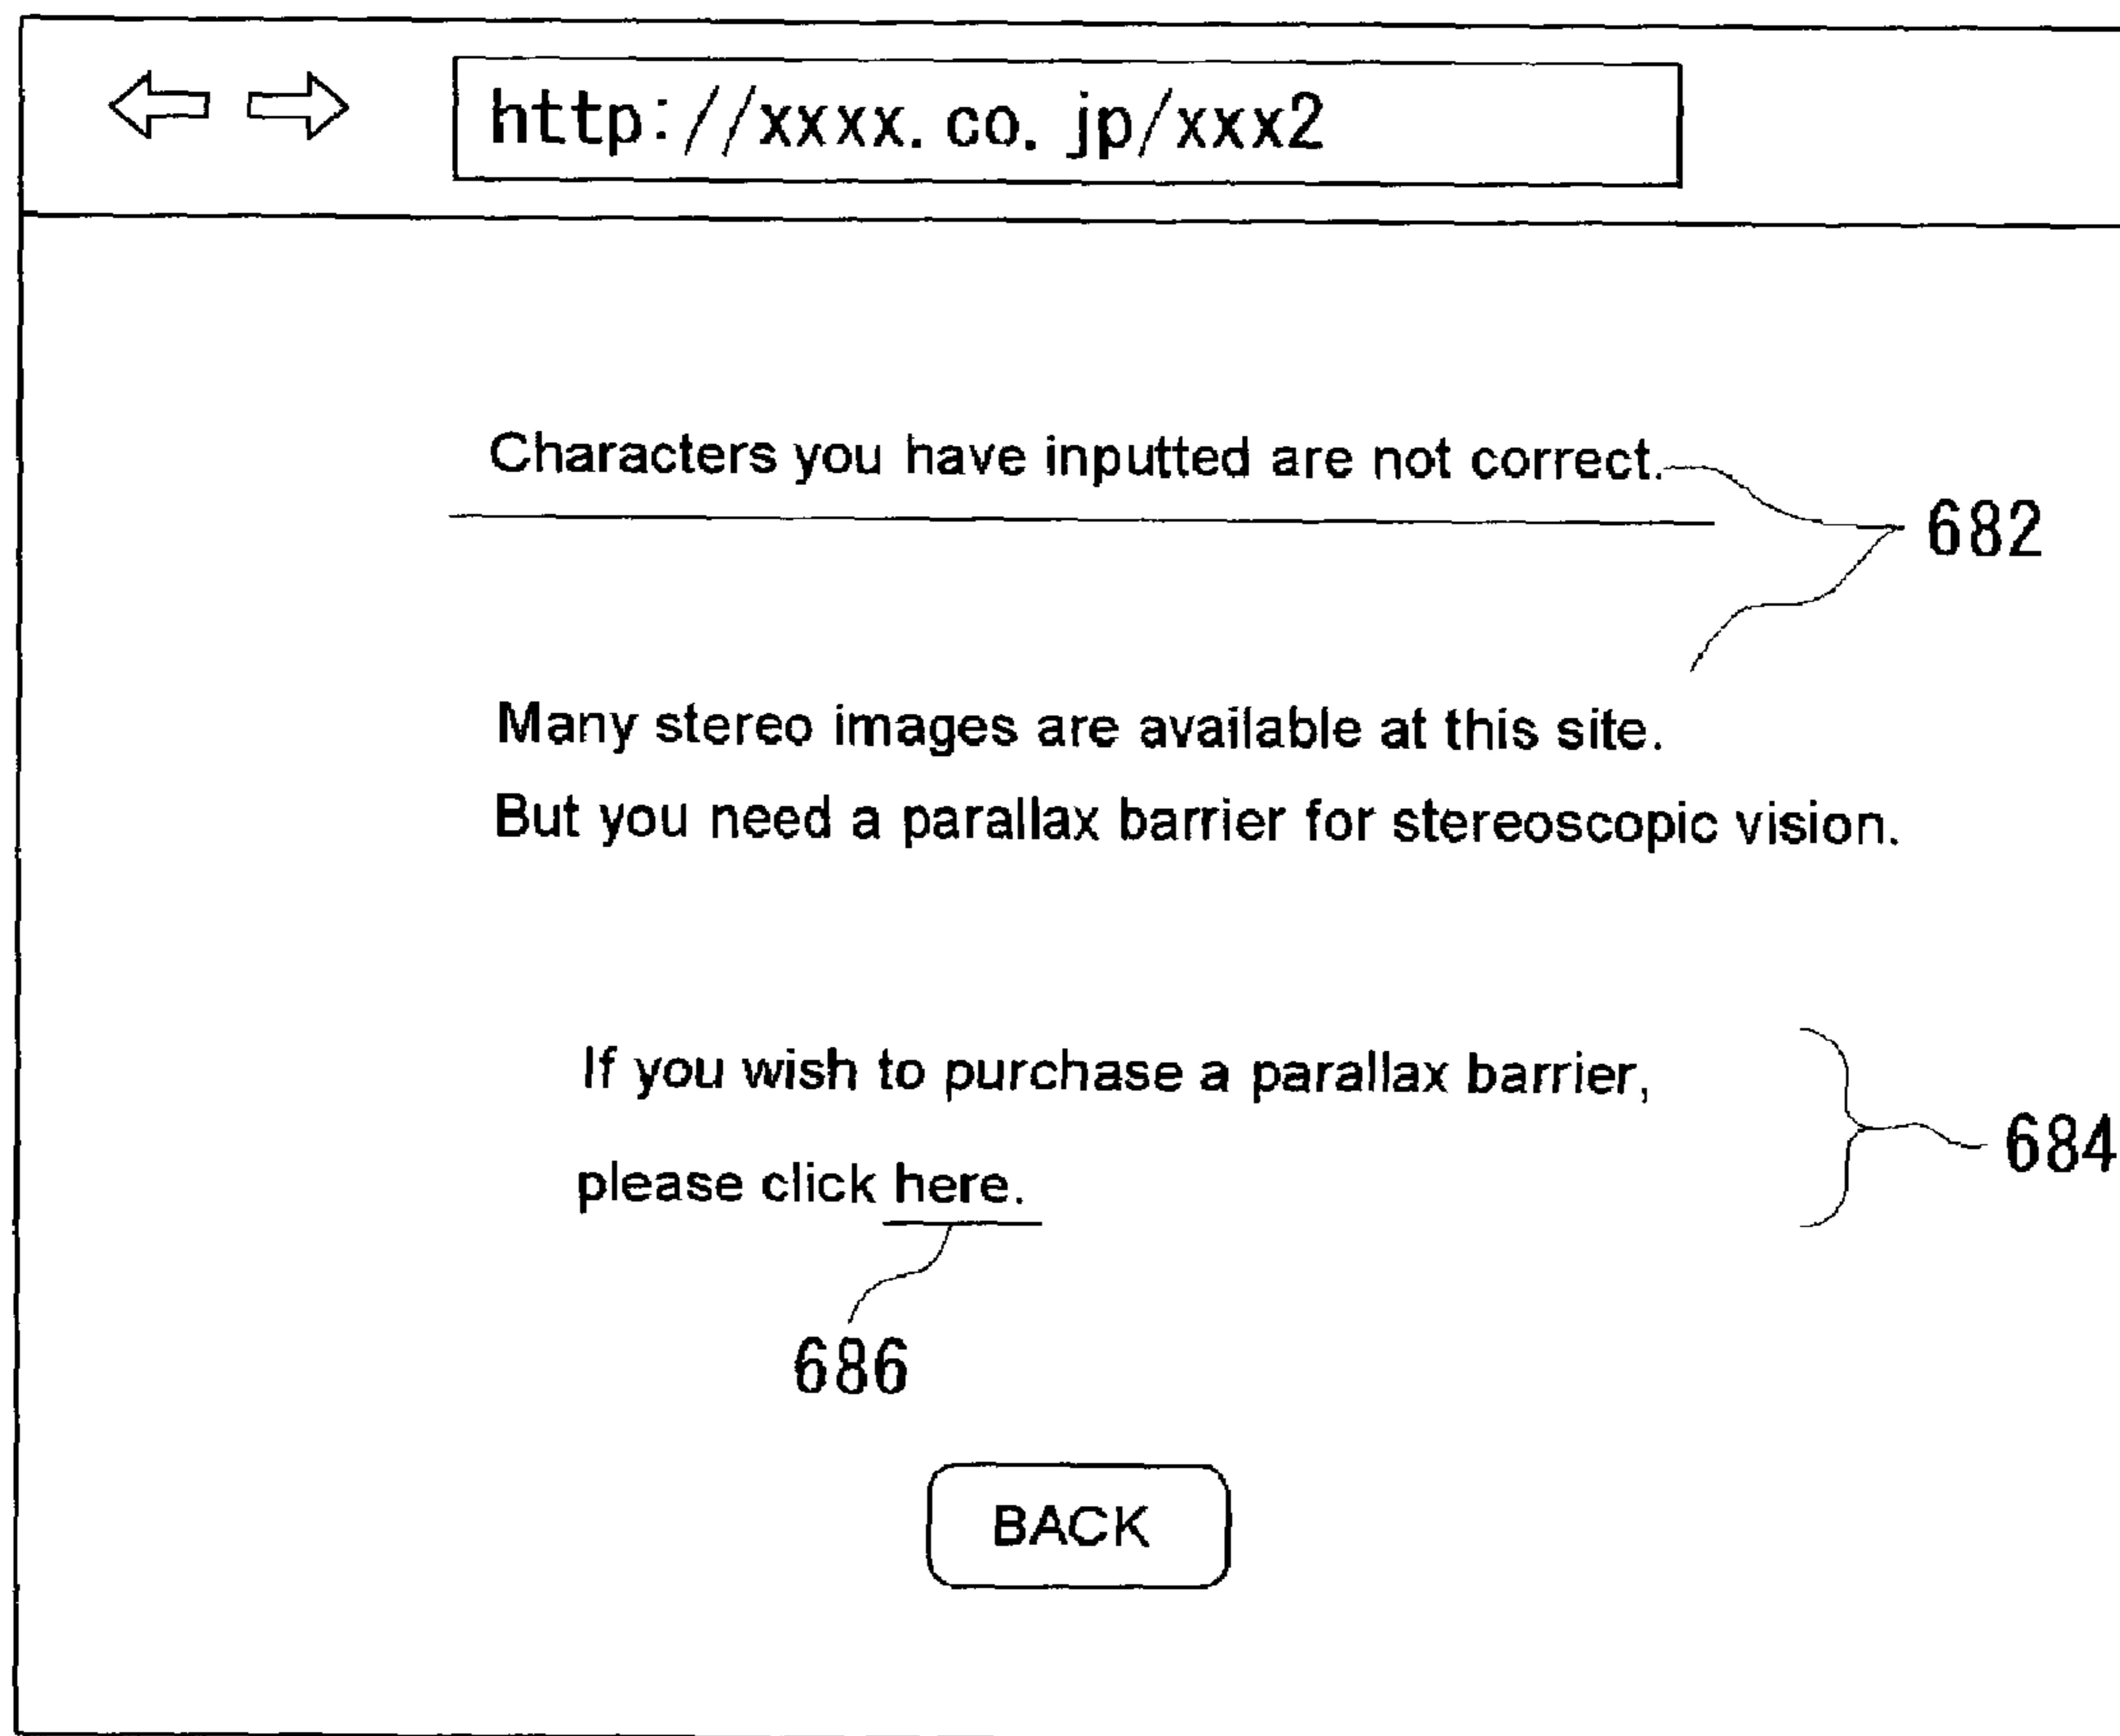 http://xxxx.co.jp/xxx2
Characters you have inputted are not correct.
682
Many stereo images are available at this site.
But you need a parallax barrier for stereoscopic vision.
If you wish to purchase a parallax barrier,
684
please click here.
686
BACK